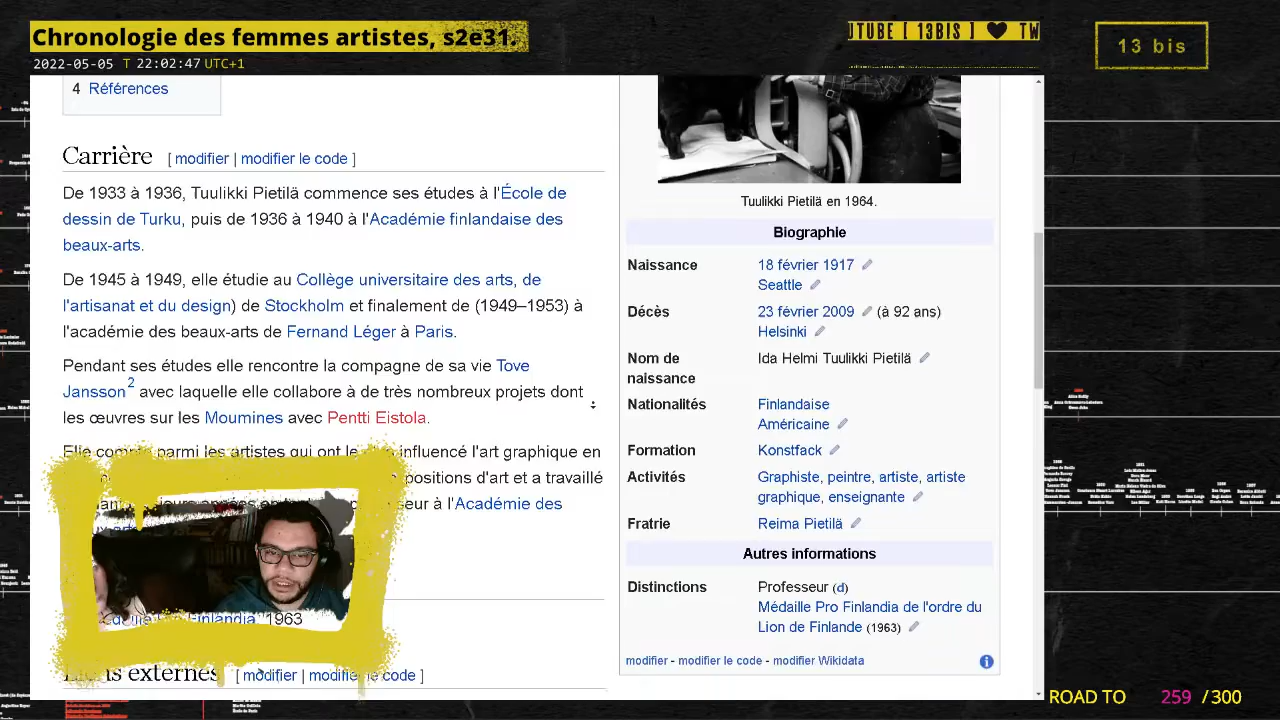 Chronologie des femmes artistes, s2e31.
2022-05-05 T 22:02:47 UTC+1
UTUBE [ 13BIS ] ♥ TW
13 bis
4 Références
Carrière [ modifier | modifier le code ]
De 1933 à 1936, Tuulikki Pietilä commence ses études à l'École de
dessin de Turku, puis de 1936 à 1940 à l'Académie finlandaise des
beaux-arts.
De 1945 à 1949, elle étudie au Collège universitaire des arts, de
l'artisanat et du design) de Stockholm et finalement de (1949–1953) à
l'académie des beaux-arts de Fernand Léger à Paris.
Pendant ses études elle rencontre la compagne de sa vie Tove
Jansson2 avec laquelle elle collabore à de très nombreux projets dont
les œuvres sur les Moumines avec Pentti Eistola.
Elle compte parmi les artistes qui ont le influencé l'art graphique en
positions d'art et a travaillé
eur à l'Académie des
1963
Liens externes [ modifier | modifier le code ]
Tuulikki Pietilä en 1964.
Biographie
Naissance 18 février 1917
Seattle
Décès 23 février 2009 (à 92 ans)
Helsinki
Nom de naissance Ida Helmi Tuulikki Pietilä
Nationalités Finlandaise
Américaine
Formation Konstfack
Activités Graphiste, peintre, artiste, artiste
graphique, enseignante
Fratrie Reima Pietilä
Autres informations
Distinctions Professeur (d)
Médaille Pro Finlandia de l'ordre du
Lion de Finlande (1963)
modifier - modifier le code - modifier Wikidata
ROAD TO 259 / 300